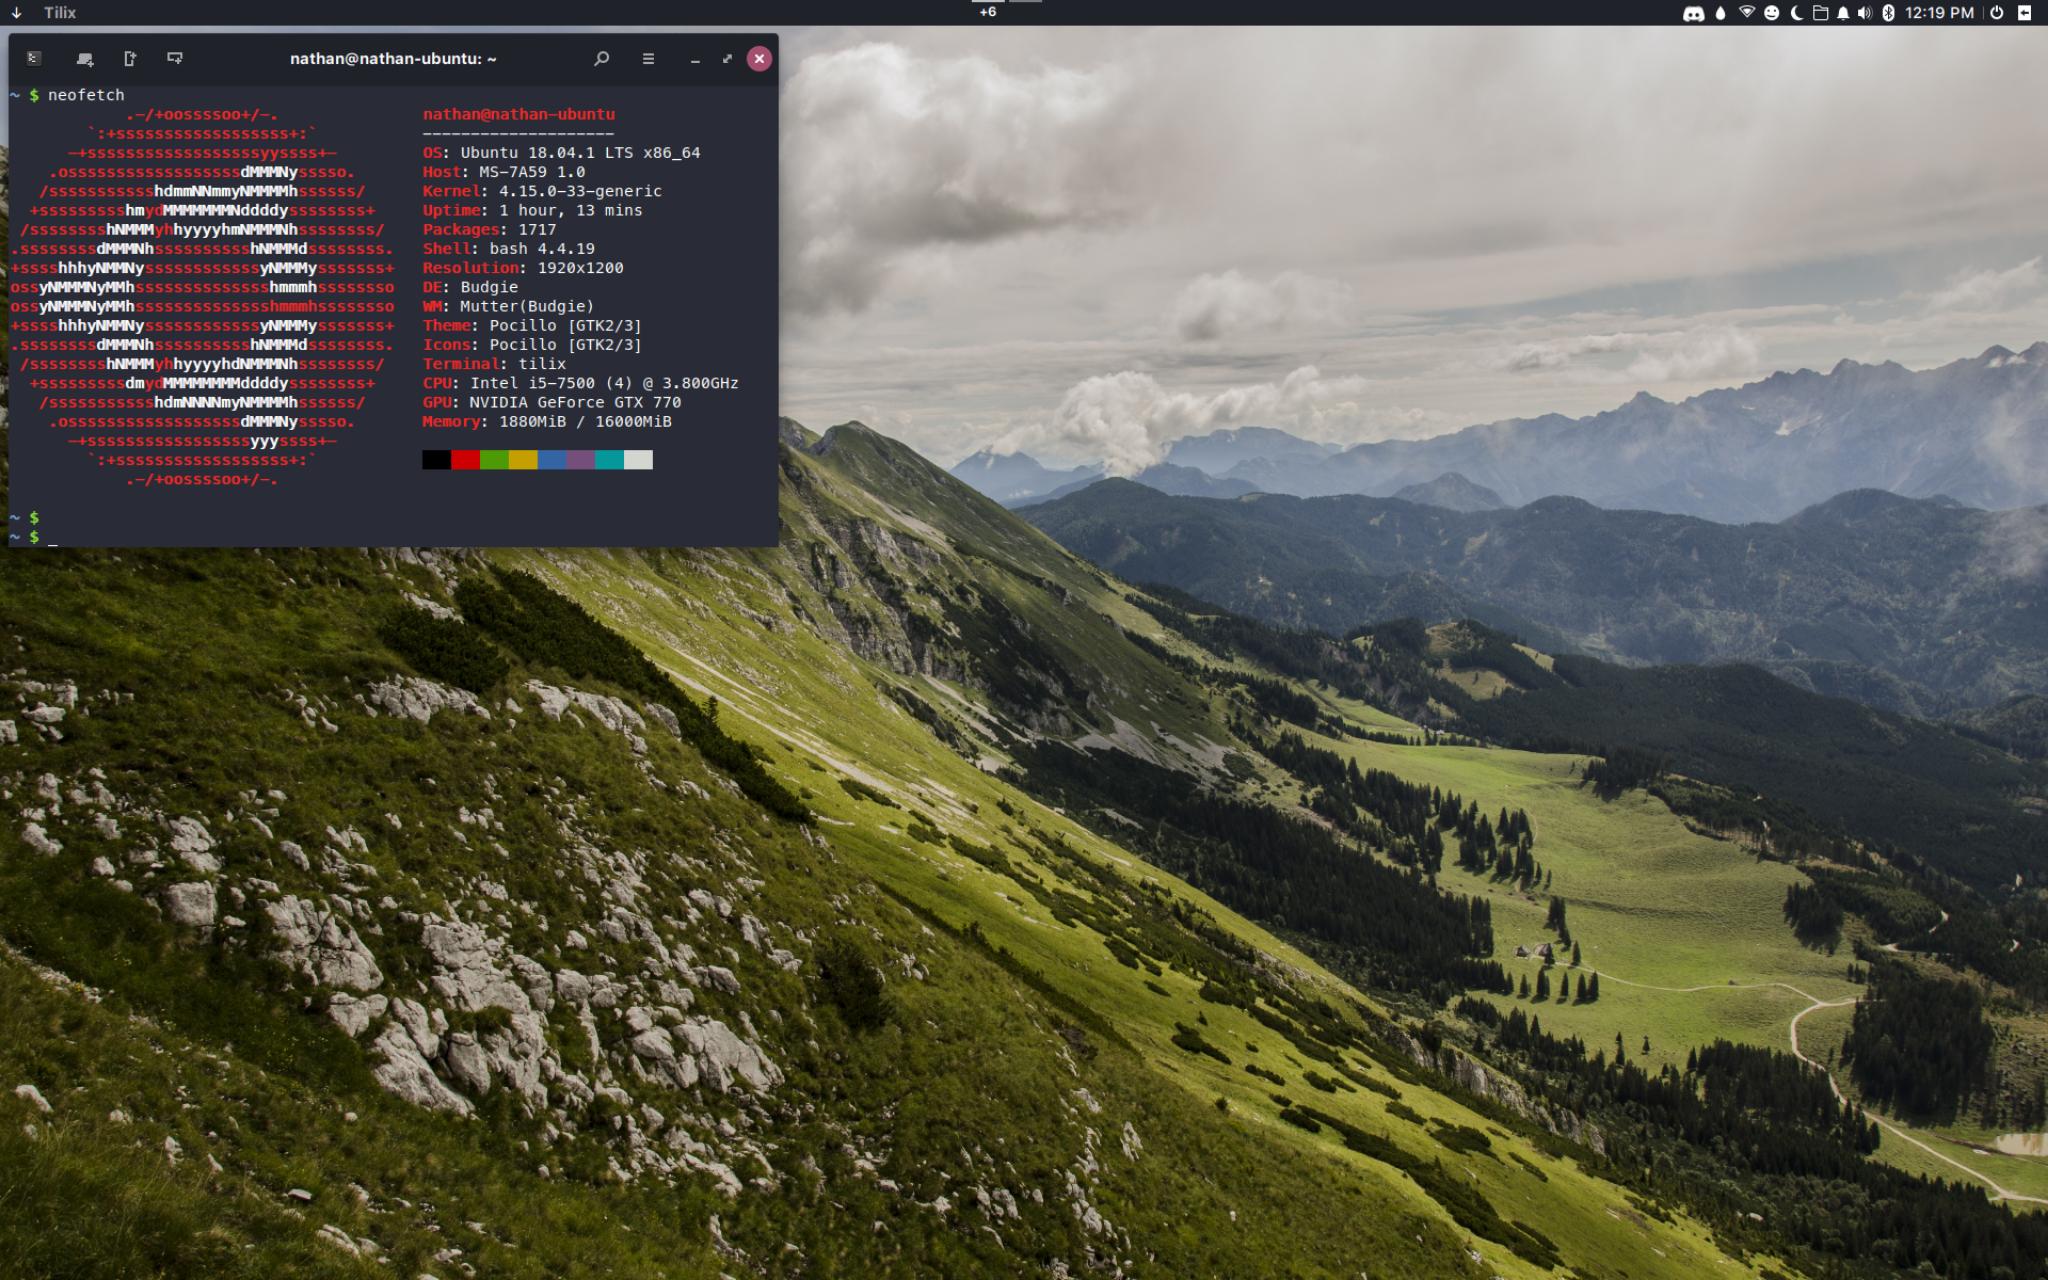 Tilix
+6
12:19 PM
nathan@nathan-ubuntu: ~
~ $ neofetch
.-/+oossssoo+/-.
`:+ssssssssssssssssss+:`
-+ssssssssssssssssssyyssss+-
.ossssssssssssssssssdMMMNysssso.
/ssssssssssshdmmNNmmyNMMMMhssssss/
+ssssssssshmydMMMMMMMNddddyssssssss+
/sssssssshNMMMyhhyyyyhmNMMMNhssssssss/
.ssssssssdMMMNhsssssssssshNMMMdssssssss.
+sssshhhyNMMNyssssssssssssyNMMMysssssss+
ossyNMMMNyMMhsssssssssssssshmmmhssssssso
ossyNMMMNyMMhsssssssssssssshmmmhssssssso
+sssshhhyNMMNyssssssssssssyNMMMysssssss+
.ssssssssdMMMNhsssssssssshNMMMdssssssss.
/sssssssshNMMMyhhyyyyhdNMMMNhssssssss/
+sssssssssdmydMMMMMMMMddddyssssssss+
/ssssssssssshdmNNNNmyNMMMMhssssss/
.ossssssssssssssssssdMMMNysssso.
-+sssssssssssssssssyyyssss+-
`:+ssssssssssssssssss+:`
.-/+oossssoo+/-.
nathan@nathan-ubuntu
--------------------
OS: Ubuntu 18.04.1 LTS x86_64
Host: MS-7A59 1.0
Kernel: 4.15.0-33-generic
Uptime: 1 hour, 13 mins
Packages: 1717
Shell: bash 4.4.19
Resolution: 1920x1200
DE: Budgie
WM: Mutter(Budgie)
Theme: Pocillo [GTK2/3]
Icons: Pocillo [GTK2/3]
Terminal: tilix
CPU: Intel i5-7500 (4) @ 3.800GHz
GPU: NVIDIA GeForce GTX 770
Memory: 1880MiB / 16000MiB
~ $
~ $ _